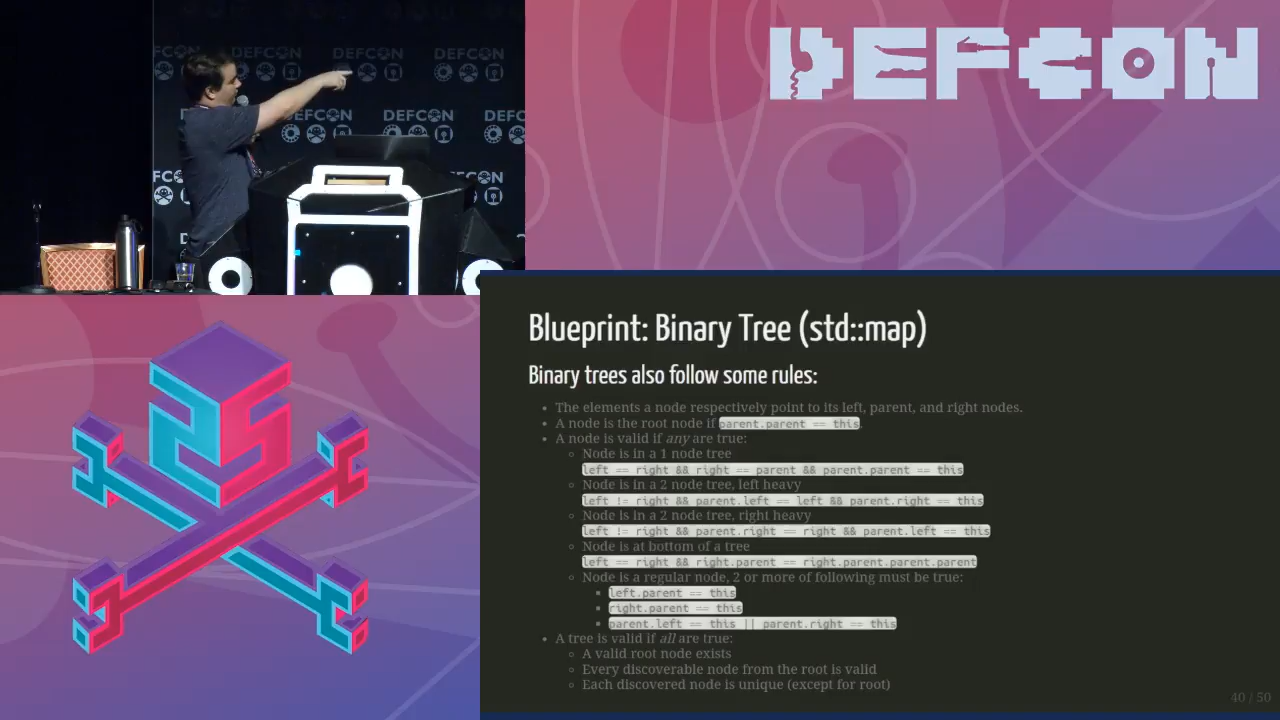 DEFCON
DEFCON
DEFCON
DEFCON
DEFCON
DEFCON
Blueprint: Binary Tree (std::map)
Binary trees also follow some rules:
• The elements a node respectively point to its left, parent, and right nodes.
• A node is the root node if parent.parent == this.
• A node is valid if any are true:
◦ Node is in a 1 node tree
left == right && right == parent && parent.parent == this
◦ Node is in a 2 node tree, left heavy
left != right && parent.left == left && parent.right == this
◦ Node is in a 2 node tree, right heavy
left != right && parent.right == right && parent.left == this
◦ Node is at bottom of a tree
left == right && right.parent == right.parent.parent.parent
◦ Node is a regular node, 2 or more of following must be true:
▪ left.parent == this
▪ right.parent == this
▪ parent.left == this || parent.right == this
• A tree is valid if all are true:
◦ A valid root node exists
◦ Every discoverable node from the root is valid
◦ Each discovered node is unique (except for root)
40 / 50